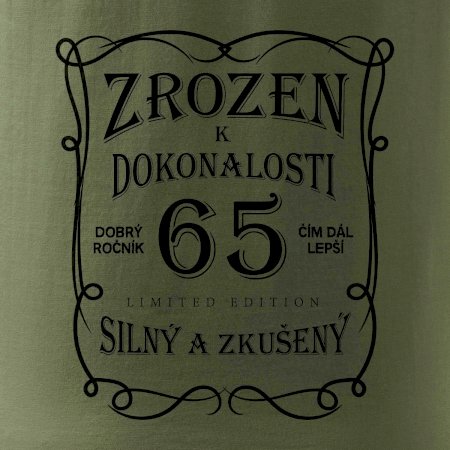 ZROZEN
K
DOKONALOSTI
DOBRÝ ROČNÍK
65
ČÍM DÁL LEPŠÍ
LIMITED EDITION
SILNÝ A ZKUŠENÝ